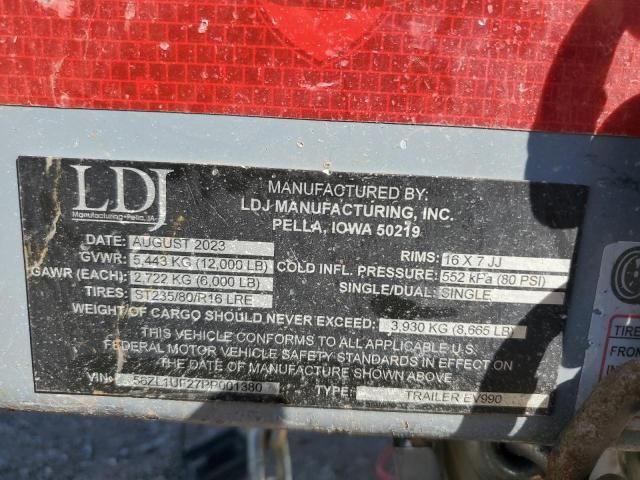 LDJ
Manufacturing-Pella, IA.
MANUFACTURED BY:
LDJ MANUFACTURING, INC.
PELLA, IOWA 50219
DATE: AUGUST 2023
GVWR: 5,443 KG (12,000 LB)
GAWR (EACH): 2,722 KG (6,000 LB)
TIRES: ST235/80/R16 LRE
RIMS: 16 X 7 JJ
COLD INFL. PRESSURE: 552 kPa (80 PSI)
SINGLE/DUAL: SINGLE
WEIGHT OF CARGO SHOULD NEVER EXCEED: 3,930 KG (8,665 LB)
THIS VEHICLE CONFORMS TO ALL APPLICABLE U.S.
FEDERAL MOTOR VEHICLE SAFETY STANDARDS IN EFFECT ON
THE DATE OF MANUFACTURE SHOWN ABOVE.
VIN: 56ZL1UF27PP001380 TYPE: TRAILER EV990
THIS
FRONT
IN